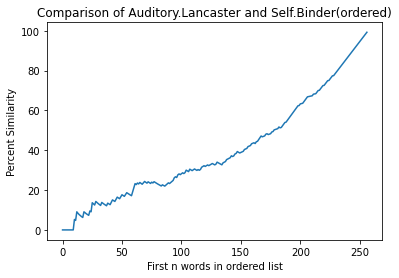 Comparison of Auditory.Lancaster and Self.Binder(ordered)
100
80
60
40
20
0
Percent Similarity
0 50 100 150 200 250
First n words in ordered list